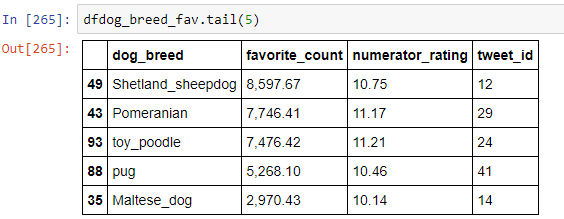 In [265]: dfdog_breed_fav.tail(5)
Out[265]:
dog_breed favorite_count numerator_rating tweet_id
49 Shetland_sheepdog 8,597.67 10.75 12
43 Pomeranian 7,746.41 11.17 29
93 toy_poodle 7,476.42 11.21 24
88 pug 5,268.10 10.46 41
35 Maltese_dog 2,970.43 10.14 14